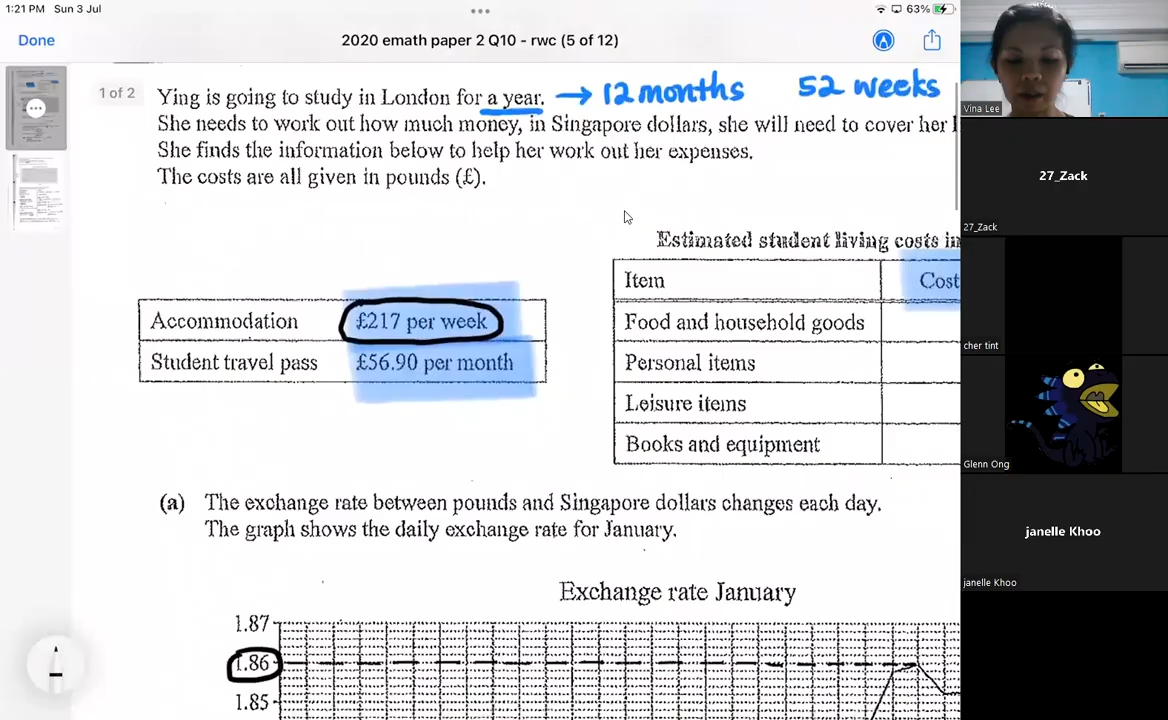 1:21 PM Sun 3 Jul
63%
Done
2020 emath paper 2 Q10 - rwc (5 of 12)
1 of 2
Ying is going to study in London for a year. → 12 months 52 weeks
She needs to work out how much money, in Singapore dollars, she will need to cover her
She finds the information below to help her work out her expenses.
The costs are all given in pounds (£).
Estimated student living costs in
Item Cost
Food and household goods
Personal items
Leisure items
Books and equipment
Accommodation £217 per week
Student travel pass £56.90 per month
(a) The exchange rate between pounds and Singapore dollars changes each day.
The graph shows the daily exchange rate for January.
Exchange rate January
1.87
1.86
1.85
Vina Lee
27_Zack
27_Zack
cher tint
Glenn Ong
janelle Khoo
janelle Khoo